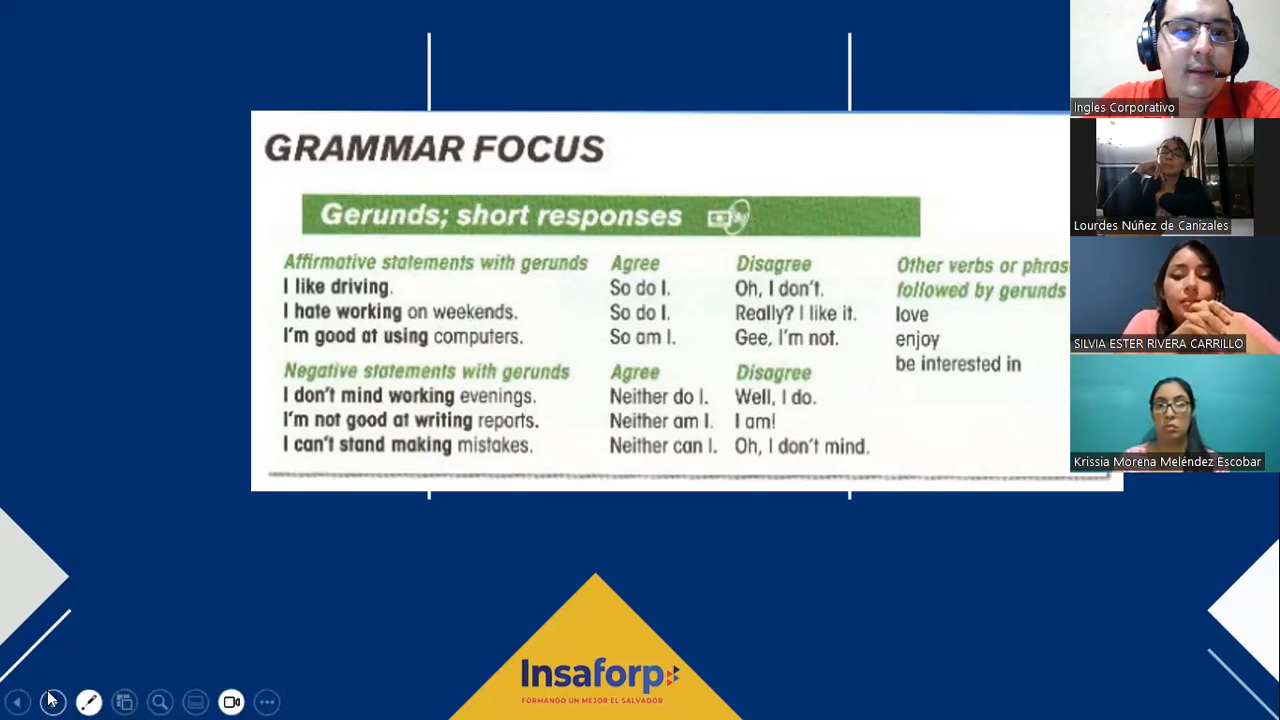 GRAMMAR FOCUS
Gerunds; short responses
Affirmative statements with gerunds Agree Disagree Other verbs or phras
I like driving. So do I. Oh, I don't. followed by gerunds
I hate working on weekends. So do I. Really? I like it. love
I'm good at using computers. So am I. Gee, I'm not. enjoy
Negative statements with gerunds Agree Disagree be interested in
I don't mind working evenings. Neither do I. Well, I do.
I'm not good at writing reports. Neither am I. I am!
I can't stand making mistakes. Neither can I. Oh, I don't mind.
Insaforp
FORMANDO UN MEJOR EL SALVADOR
Ingles Corporativo
Lourdes Núñez de Canizales
SILVIA ESTER RIVERA CARRILLO
Krissia Morena Meléndez Escobar